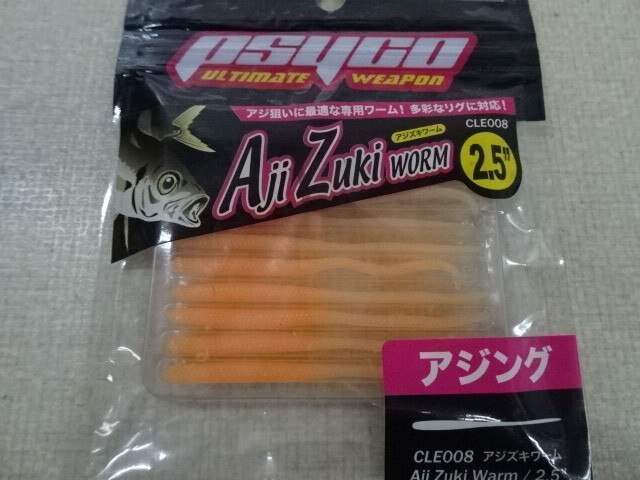 PSYCO
ULTIMATE WEAPON
アジ狙いに最適な専用ワーム！多彩なリグに対応！
CLE008
アジズキワーム
Aji Zuki WORM
2.5"
アジング
CLE008 アジズキワーム
Aji Zuki Warm / 2.5"